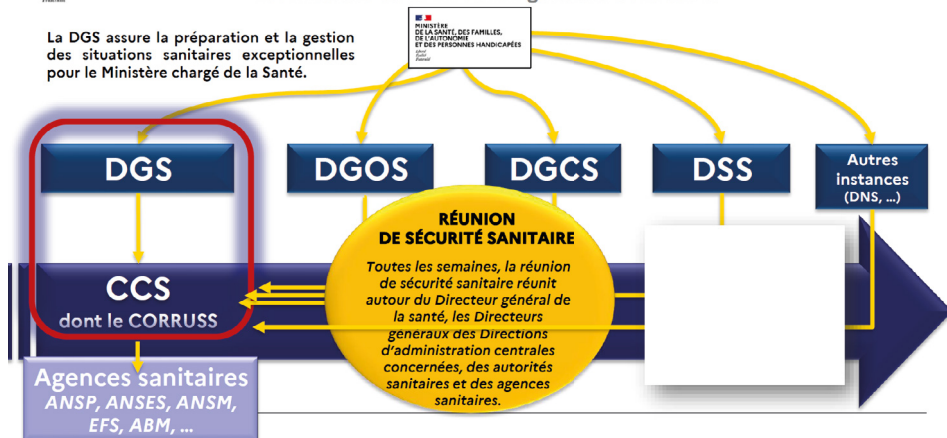 La DGS assure la préparation et la gestion
des situations sanitaires exceptionnelles
pour le Ministère chargé de la Santé.
MINISTÈRE
DE LA SANTÉ, DES FAMILLES,
DE L'AUTONOMIE
ET DES PERSONNES HANDICAPÉES
Liberté
Égalité
Fraternité
DGS
DGOS
DGCS
DSS
Autres
instances
(DNS, ...)
RÉUNION
DE SÉCURITÉ SANITAIRE
Toutes les semaines, la réunion
de sécurité sanitaire réunit
autour du Directeur général de
la santé, les Directeurs
généraux des Directions
d'administration centrales
concernées, des autorités
sanitaires et des agences
sanitaires.
CCS
dont le CORRUSS
Agences sanitaires
ANSP, ANSES, ANSM,
EFS, ABM, ...